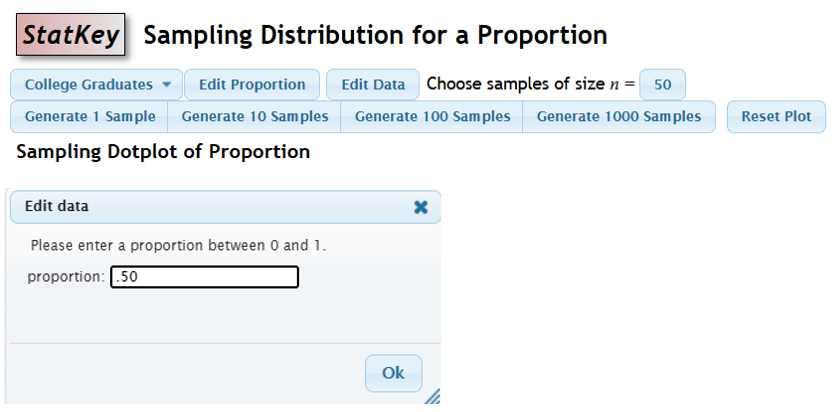 StatKey Sampling Distribution for a Proportion
College Graduates Edit Proportion Edit Data Choose samples of size n = 50
Generate 1 Sample Generate 10 Samples Generate 100 Samples Generate 1000 Samples Reset Plot
Sampling Dotplot of Proportion
Edit data
Please enter a proportion between 0 and 1.
proportion: .50
Ok